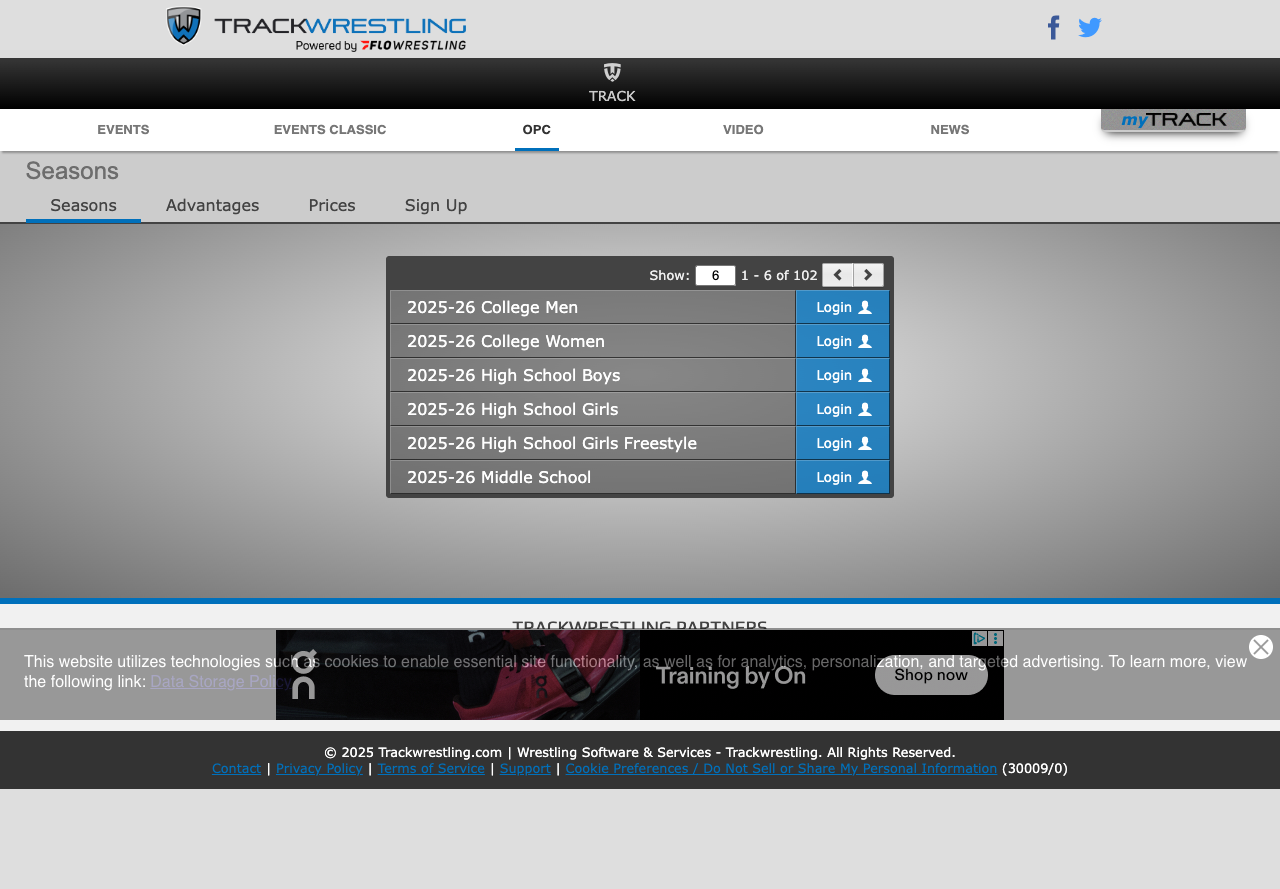 TRACKWRESTLING
Powered by FLOWRESTLING
TRACK
EVENTS
EVENTS CLASSIC
OPC
VIDEO
NEWS
myTRACK
Seasons
Seasons
Advantages
Prices
Sign Up
Show: 6 1 - 6 of 102
2025-26 College Men Login
2025-26 College Women Login
2025-26 High School Boys Login
2025-26 High School Girls Login
2025-26 High School Girls Freestyle Login
2025-26 Middle School Login
TRACKWRESTLING PARTNERS
This website utilizes technologies such as cookies to enable essential site functionality, as well as for analytics, personalization, and targeted advertising. To learn more, view
the following link: Data Storage Policy
on
Training by On
Shop now
© 2025 Trackwrestling.com | Wrestling Software & Services - Trackwrestling. All Rights Reserved.
Contact | Privacy Policy | Terms of Service | Support | Cookie Preferences / Do Not Sell or Share My Personal Information (30009/0)